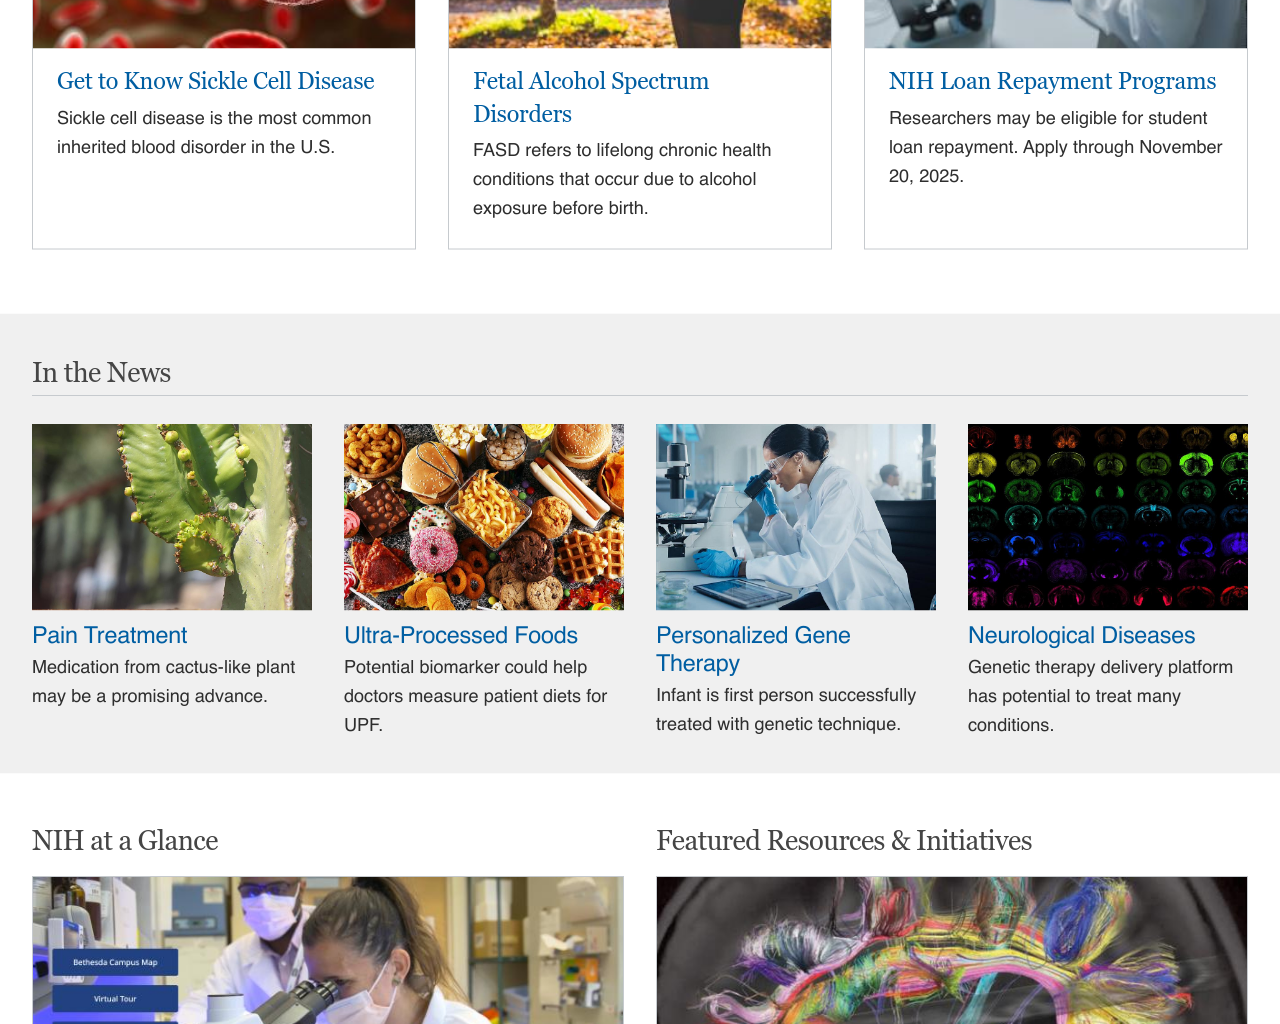 Get to Know Sickle Cell Disease
Sickle cell disease is the most common
inherited blood disorder in the U.S.
Fetal Alcohol Spectrum
Disorders
FASD refers to lifelong chronic health
conditions that occur due to alcohol
exposure before birth.
NIH Loan Repayment Programs
Researchers may be eligible for student
loan repayment. Apply through November
20, 2025.
In the News
Pain Treatment
Medication from cactus-like plant
may be a promising advance.
Ultra-Processed Foods
Potential biomarker could help
doctors measure patient diets for
UPF.
Personalized Gene
Therapy
Infant is first person successfully
treated with genetic technique.
Neurological Diseases
Genetic therapy delivery platform
has potential to treat many
conditions.
NIH at a Glance
Bethesda Campus Map
Virtual Tour
Featured Resources & Initiatives